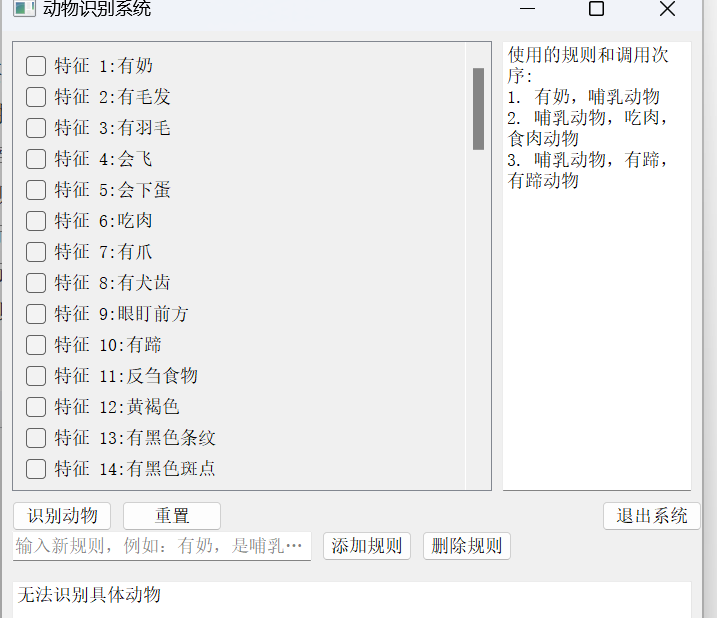 动物识别系统
特征 1:有奶
特征 2:有毛发
特征 3:有羽毛
特征 4:会飞
特征 5:会下蛋
特征 6:吃肉
特征 7:有爪
特征 8:有犬齿
特征 9:眼盯前方
特征 10:有蹄
特征 11:反刍食物
特征 12:黄褐色
特征 13:有黑色条纹
特征 14:有黑色斑点
使用的规则和调用次
序:
1. 有奶，哺乳动物
2. 哺乳动物，吃肉，
食肉动物
3. 哺乳动物，有蹄，
有蹄动物
识别动物
重置
退出系统
输入新规则，例如：有奶，是哺乳…
添加规则
删除规则
无法识别具体动物